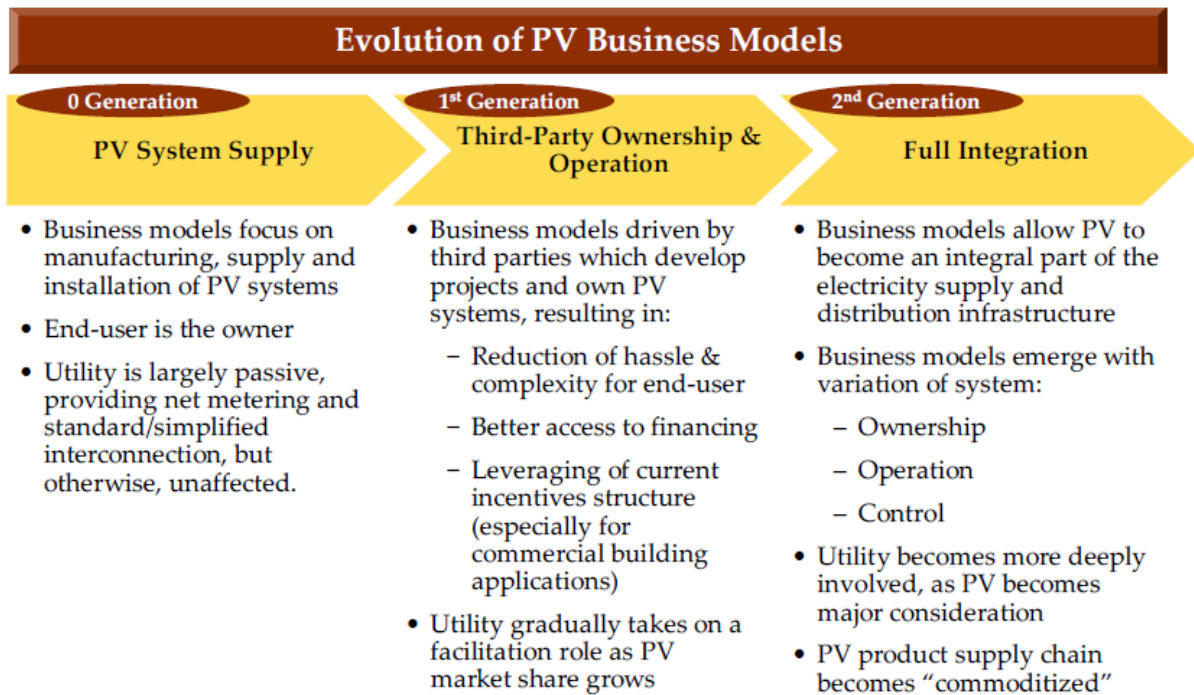 Evolution of PV Business Models
0 Generation
PV System Supply
• Business models focus on
manufacturing, supply and
installation of PV systems
• End-user is the owner
• Utility is largely passive,
providing net metering and
standard/simplified
interconnection, but
otherwise, unaffected.
1st Generation
Third-Party Ownership &
Operation
• Business models driven by
third parties which develop
projects and own PV
systems, resulting in:
– Reduction of hassle &
complexity for end-user
– Better access to financing
– Leveraging of current
incentives structure
(especially for
commercial building
applications)
• Utility gradually takes on a
facilitation role as PV
market share grows
2nd Generation
Full Integration
• Business models allow PV to
become an integral part of the
electricity supply and
distribution infrastructure
• Business models emerge with
variation of system:
– Ownership
– Operation
– Control
• Utility becomes more deeply
involved, as PV becomes
major consideration
• PV product supply chain
becomes “commoditized”